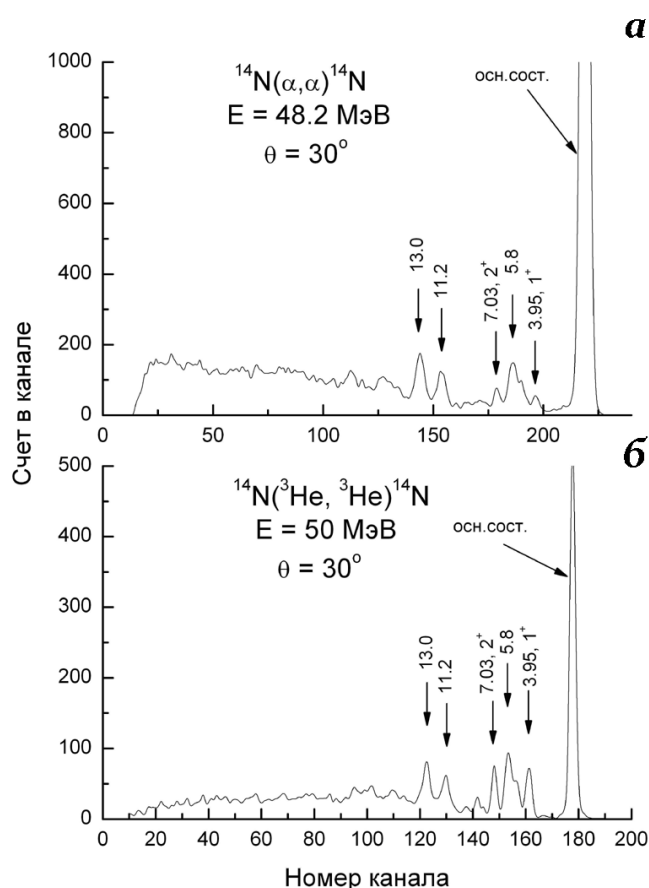 а
¹⁴N(α,α)¹⁴N
E = 48.2 МэВ
θ = 30°
осн.сост.
13.0
11.2
7.03, 2⁺
5.8
3.95, 1⁺
1000
800
600
400
200
0
0 50 100 150 200
Счет в канале
б
¹⁴N(³He, ³He)¹⁴N
E = 50 МэВ
θ = 30°
осн.сост.
13.0
11.2
7.03, 2⁺
5.8
3.95, 1⁺
500
400
300
200
100
0
0 20 40 60 80 100 120 140 160 180 200
Номер канала